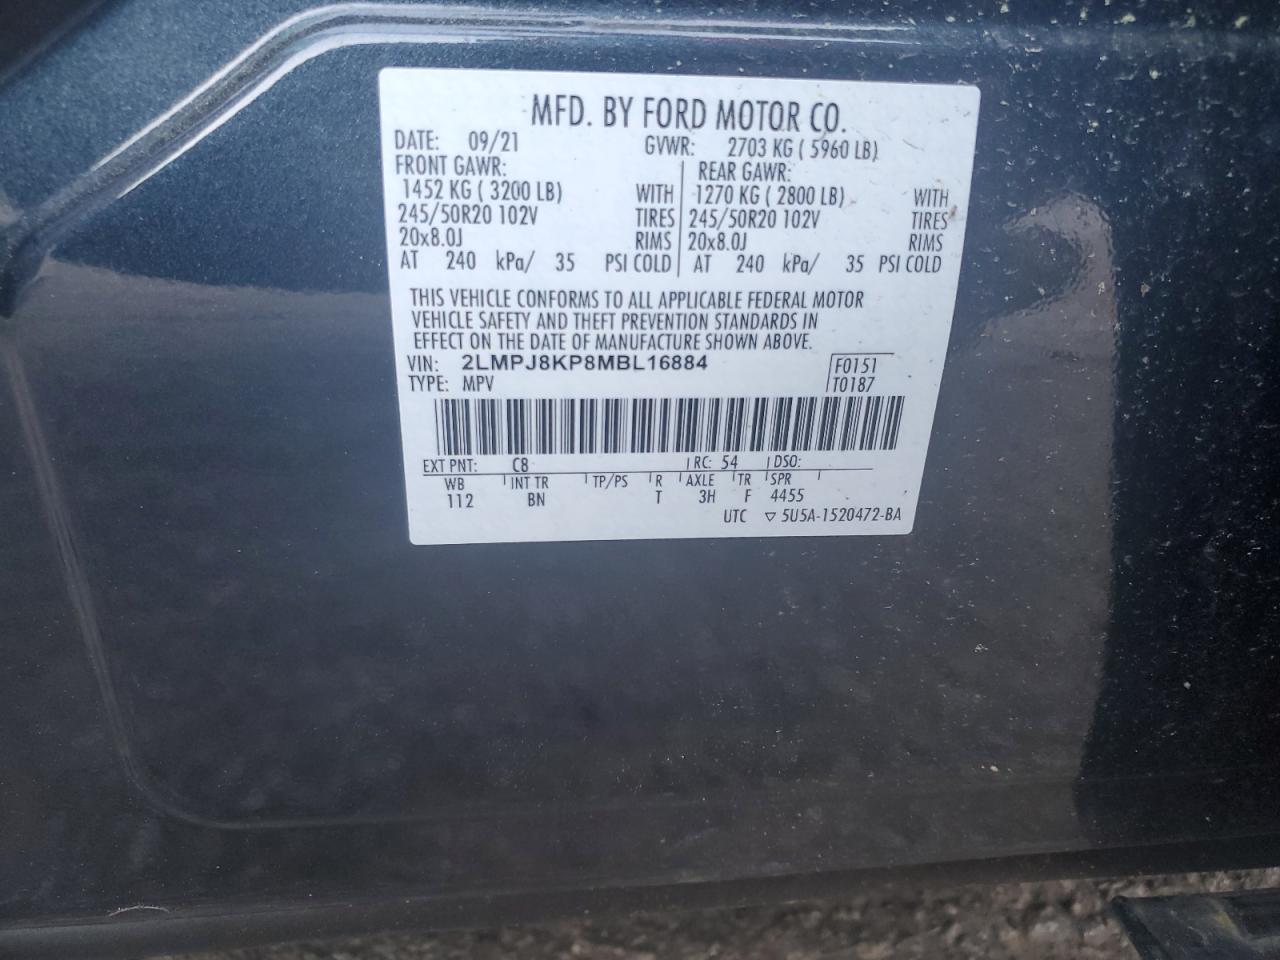 MFD. BY FORD MOTOR CO.
DATE: 09/21 GVWR: 2703 KG ( 5960 LB)
FRONT GAWR: REAR GAWR:
1452 KG ( 3200 LB) WITH 1270 KG ( 2800 LB) WITH
245/50R20 102V TIRES 245/50R20 102V TIRES
20x8.0J RIMS 20x8.0J RIMS
AT 240 kPa/ 35 PSI COLD AT 240 kPa/ 35 PSI COLD
THIS VEHICLE CONFORMS TO ALL APPLICABLE FEDERAL MOTOR
VEHICLE SAFETY AND THEFT PREVENTION STANDARDS IN
EFFECT ON THE DATE OF MANUFACTURE SHOWN ABOVE.
VIN: 2LMPJ8KP8MBL16884 F0151
TYPE: MPV T0187
EXT PNT: C8 RC: 54 DSO:
WB INT TR TP/PS R AXLE TR SPR
112 BN T 3H F 4455
UTC ▽ 5U5A-1520472-BA